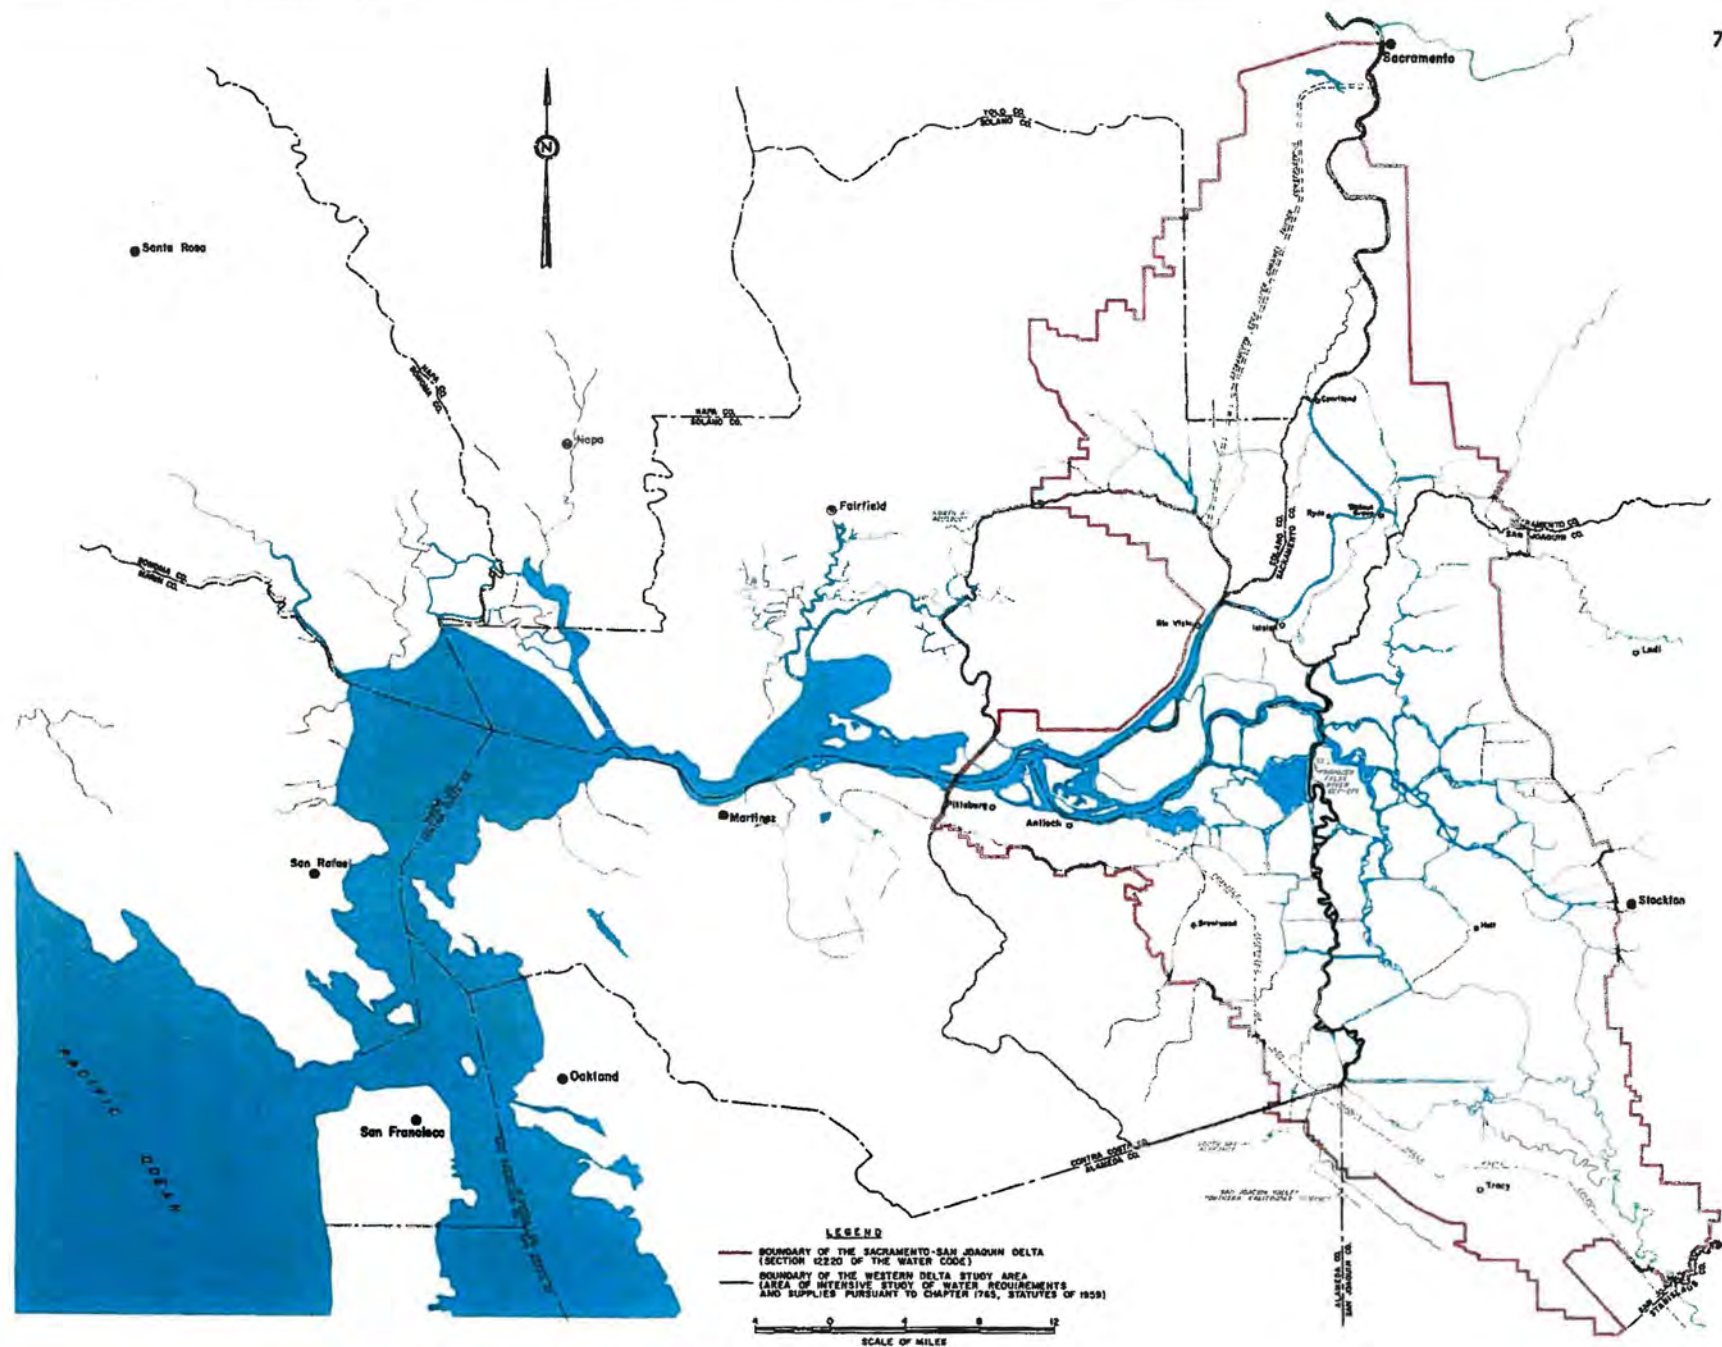 7
Sacramento
YOLO CO.
SOLANO CO.
Santa Rosa
NAPA CO.
SONOMA CO.
NAPA CO.
SOLANO CO.
Napa
Courtland
Fairfield
Ryde
Walnut
Grove
SOLANO CO.
SACRAMENTO CO.
SACRAMENTO CO.
SAN JOAQUIN CO.
SONOMA CO.
MARIN CO.
Rio Vista
Isleton
Lodi
Martinez
Pittsburg
Antioch
San Rafael
Brentwood
Holt
Stockton
PACIFIC
OCEAN
Oakland
San Francisco
CONTRA COSTA CO.
ALAMEDA CO.
Tracy
ALAMEDA CO.
SAN JOAQUIN CO.
STANISLAUS CO.
LEGEND
BOUNDARY OF THE SACRAMENTO-SAN JOAQUIN DELTA
(SECTION 12220 OF THE WATER CODE)
BOUNDARY OF THE WESTERN DELTA STUDY AREA
(AREA OF INTENSIVE STUDY OF WATER REQUIREMENTS
AND SUPPLIES PURSUANT TO CHAPTER 1765, STATUTES OF 1959)
4 0 4 8 12
SCALE OF MILES